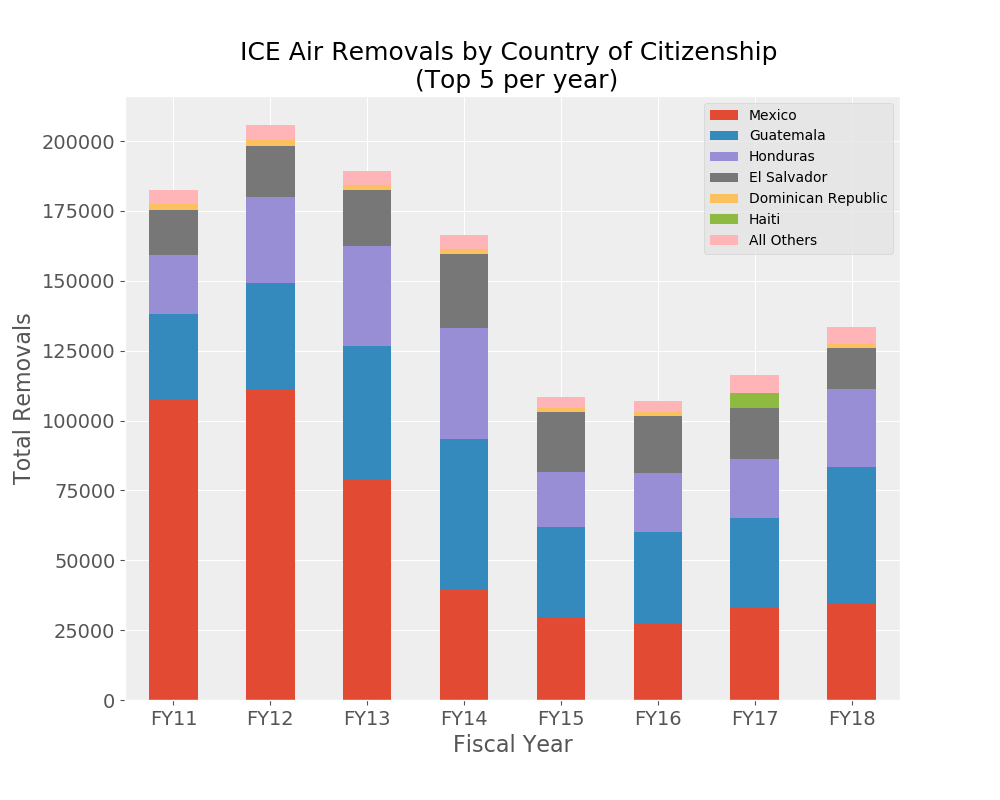 ICE Air Removals by Country of Citizenship
(Top 5 per year)
Mexico
Guatemala
Honduras
El Salvador
Dominican Republic
Haiti
All Others
Total Removals
200000
175000
150000
125000
100000
75000
50000
25000
0
FY11 FY12 FY13 FY14 FY15 FY16 FY17 FY18
Fiscal Year